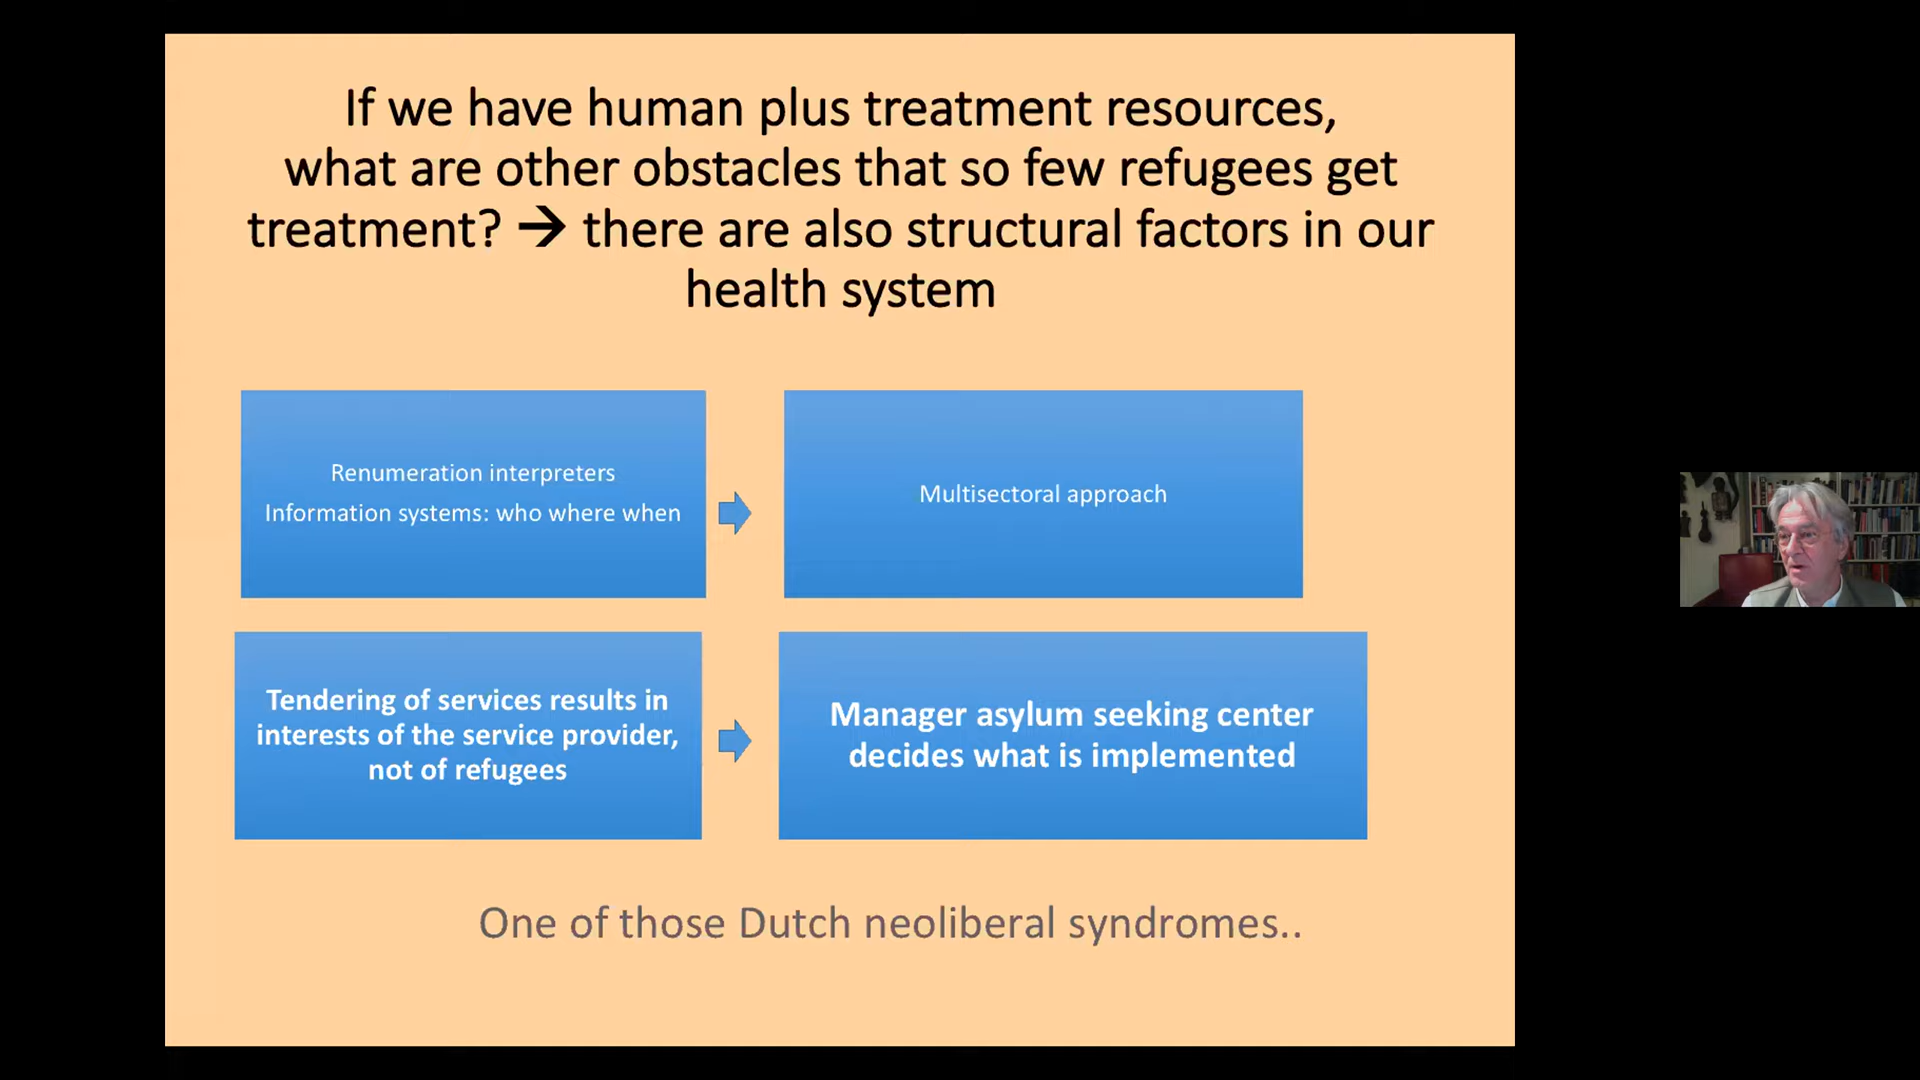 If we have human plus treatment resources,
what are other obstacles that so few refugees get
treatment? → there are also structural factors in our
health system
Renumeration interpreters
Information systems: who where when
Multisectoral approach
Tendering of services results in
interests of the service provider,
not of refugees
Manager asylum seeking center
decides what is implemented
One of those Dutch neoliberal syndromes..